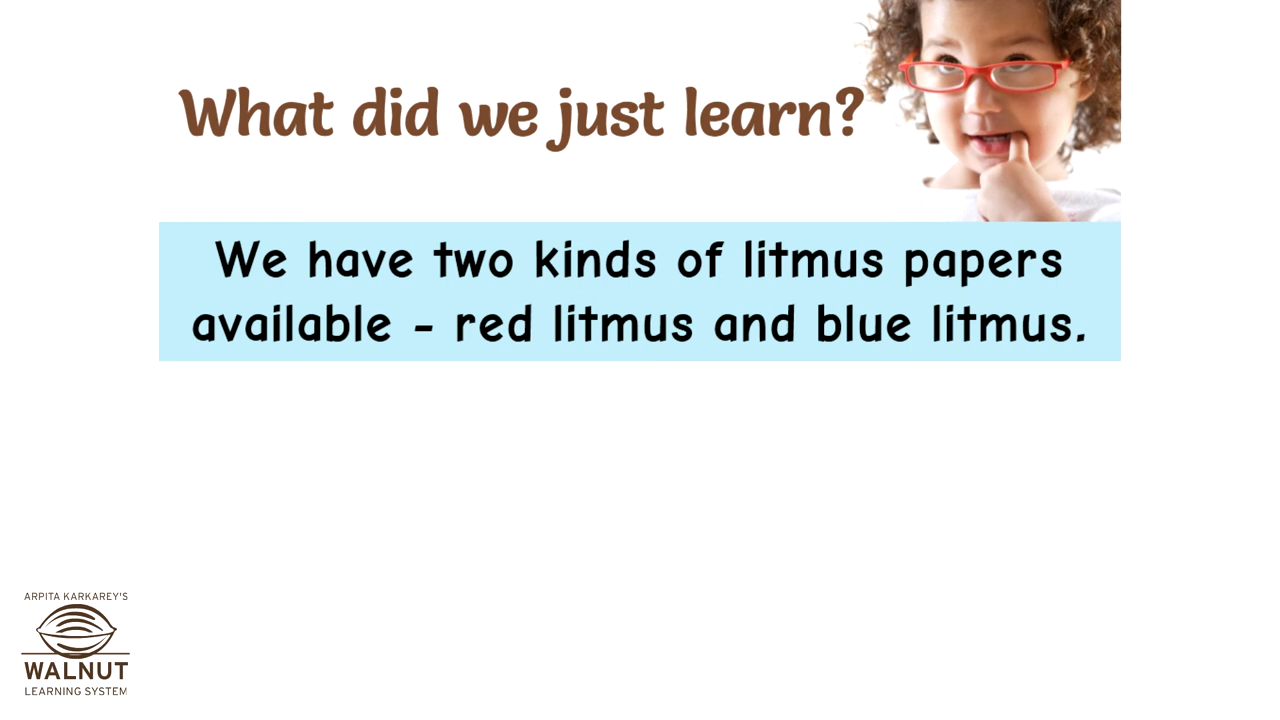 What did we just learn?
We have two kinds of litmus papers
available - red litmus and blue litmus.
ARPITA KARKAREY'S
WALNUT
LEARNING SYSTEM